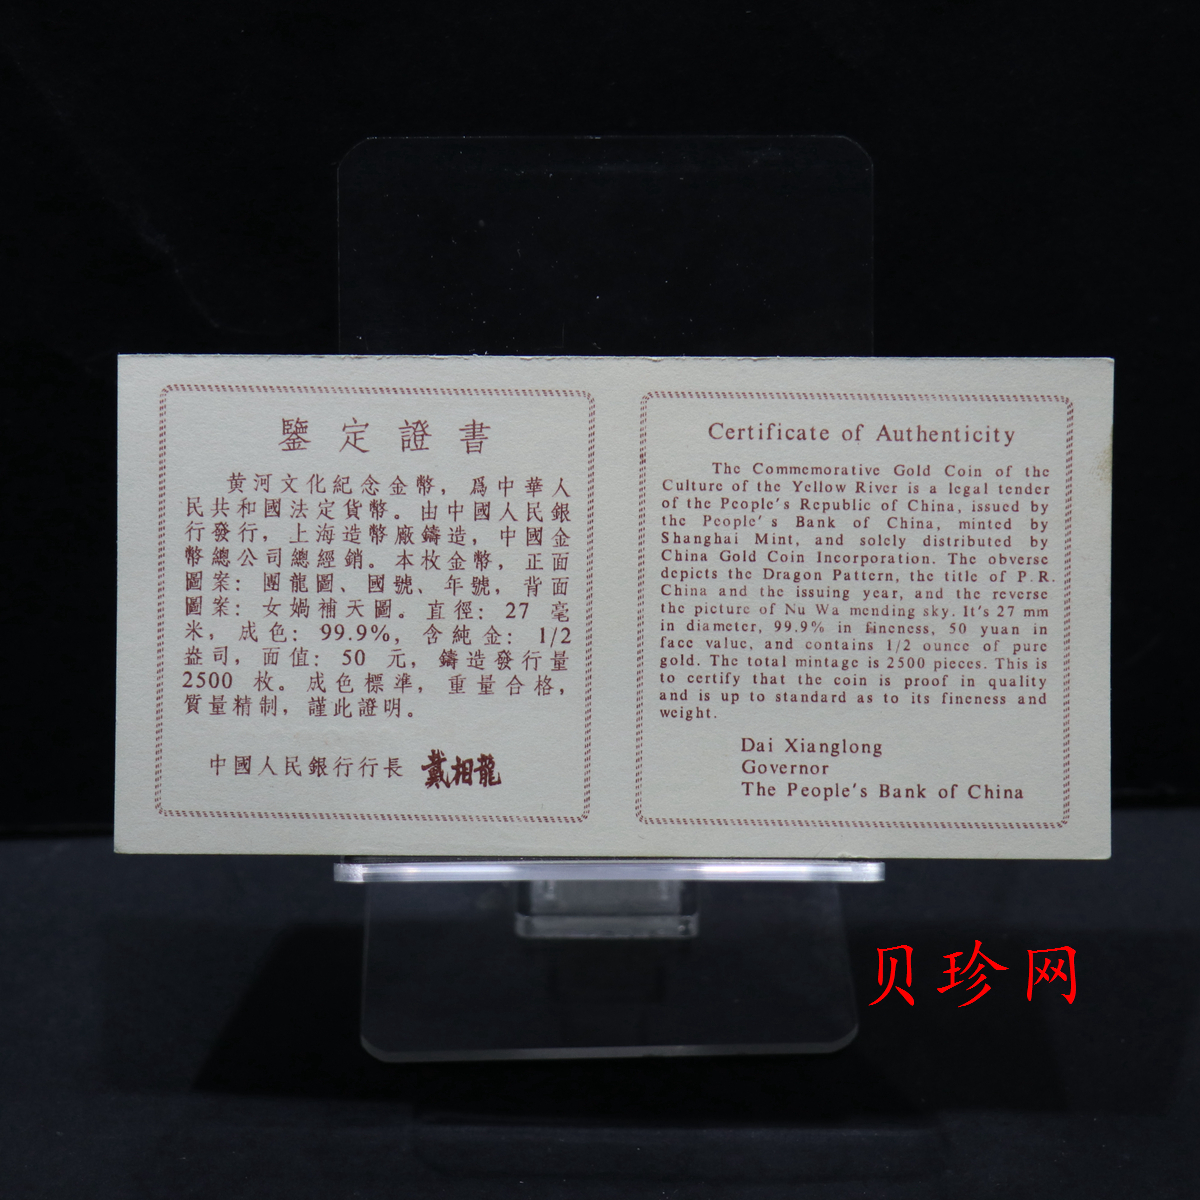 鑒定證書
黄河文化紀念金幣，爲中華人
民共和國法定貨幣。由中國人民銀
行發行，上海造幣廠鑄造，中國金
幣總公司總經銷。本枚金幣，正面
圖案：團龍圖、國號、年號，背面
圖案：女媧補天圖。直徑：27 毫
米，成色：99.9%，含純金：1/2
盎司，面值：50 元，鑄造發行量
2500 枚。成色標準，重量合格，
質量精制，謹此證明。
中國人民銀行行長 戴相龍
Certificate of Authenticity
The Commemorative Gold Coin of the
Culture of the Yellow River is a legal tender
of the People's Republic of China, issued by
the People's Bank of China, minted by
Shanghai Mint, and solely distributed by
China Gold Coin Incorporation. The obverse
depicts the Dragon Pattern, the title of P.R.
China and the issuing year, and the reverse
the picture of Nu Wa mending sky. It's 27 mm
in diameter, 99.9% in fineness, 50 yuan in
face value, and contains 1/2 ounce of pure
gold. The total mintage is 2500 pieces. This is
to certify that the coin is proof in quality
and is up to standard as to its fineness and
weight.
Dai Xianglong
Governor
The People's Bank of China
贝珍网